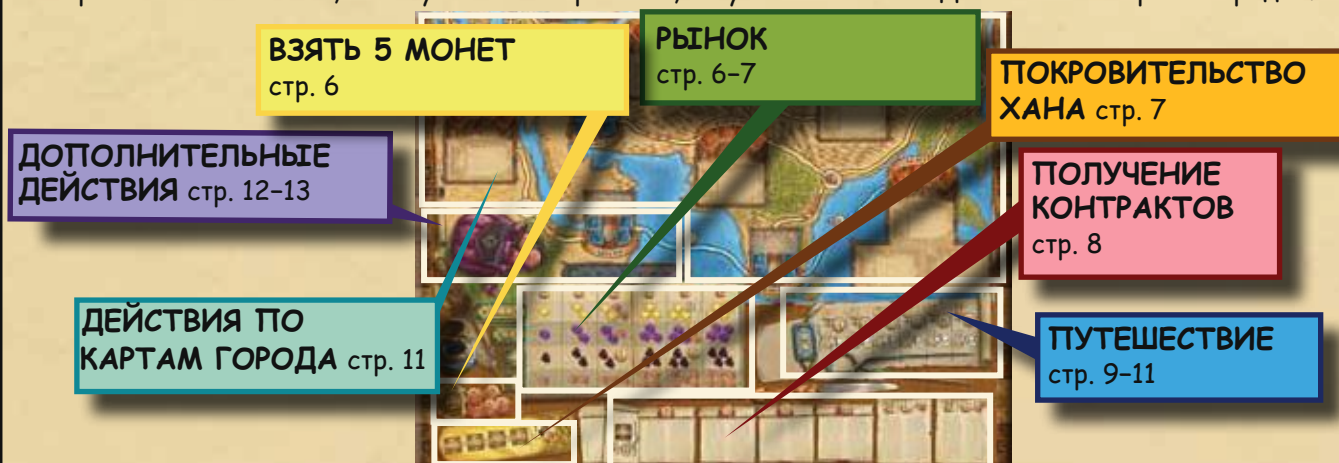 ВЗЯТЬ 5 МОНЕТ
стр. 6
РЫНОК
стр. 6–7
ПОКРОВИТЕЛЬСТВО
ХАНА стр. 7
ДОПОЛНИТЕЛЬНЫЕ
ДЕЙСТВИЯ стр. 12–13
ПОЛУЧЕНИЕ
КОНТРАКТОВ
стр. 8
ДЕЙСТВИЯ ПО
КАРТАМ ГОРОДА стр. 11
ПУТЕШЕСТВИЕ
стр. 9–11